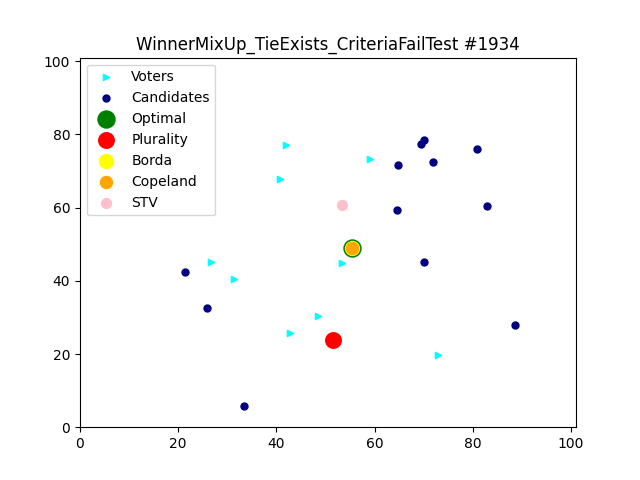 WinnerMixUp_TieExists_CriteriaFailTest #1934
100
80
60
40
20
0
Voters
Candidates
Optimal
Plurality
Borda
Copeland
STV
0 20 40 60 80 100